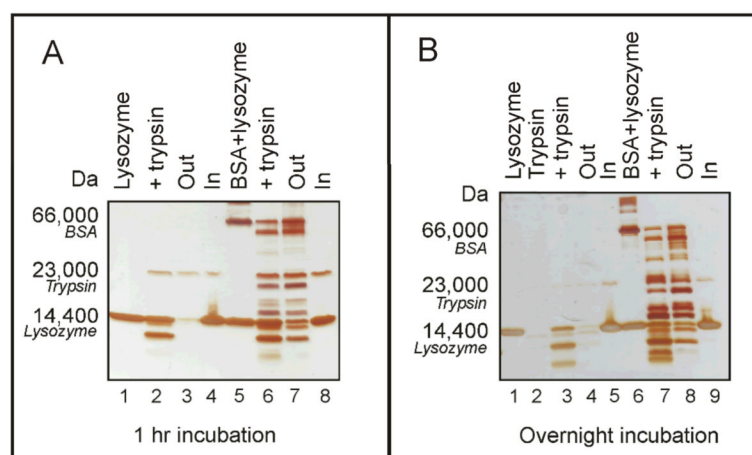 A
Lysozyme
+ trypsin
Out
In
BSA+lysozyme
+ trypsin
Out
In
Da
66,000
BSA
23,000
Trypsin
14,400
Lysozyme
1 2 3 4 5 6 7 8
1 hr incubation
B
Lysozyme
Trypsin
+ trypsin
Out
In
BSA+lysozyme
+ trypsin
Out
In
Da
66,000
BSA
23,000
Trypsin
14,400
Lysozyme
1 2 3 4 5 6 7 8 9
Overnight incubation